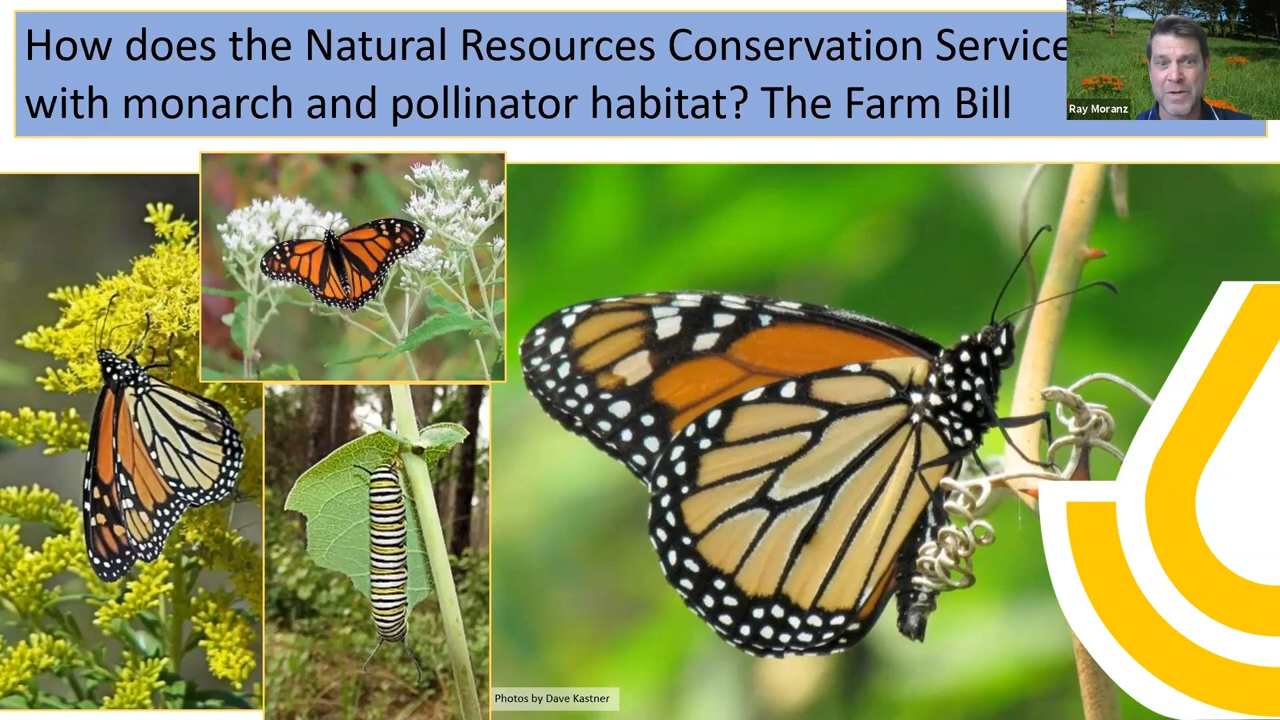 How does the Natural Resources Conservation Service
with monarch and pollinator habitat? The Farm Bill
Ray Moranz
Photos by Dave Kastner